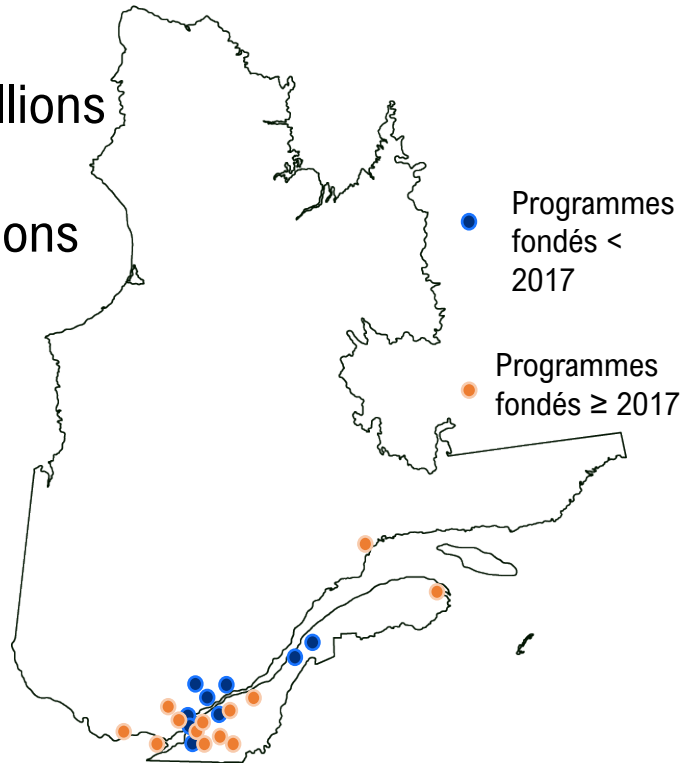 llions
ons
Programmes
fondés <
2017
Programmes
fondés ≥ 2017